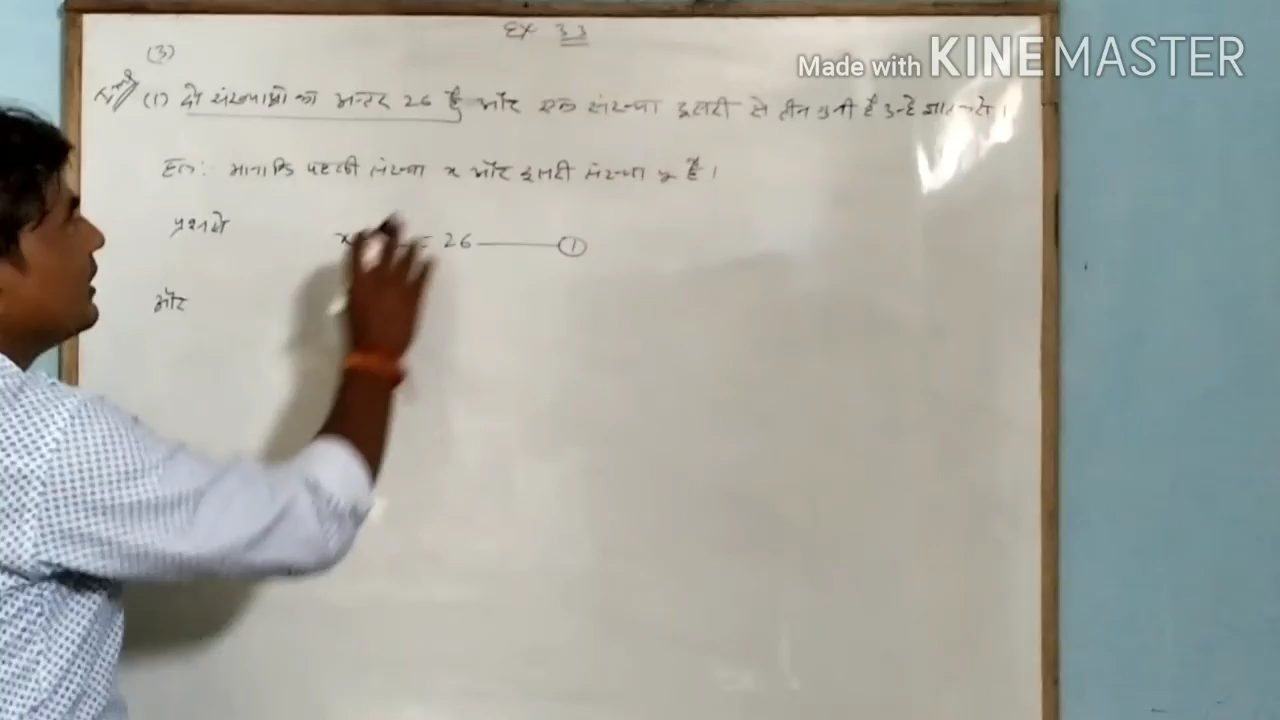 Ex 3.3
Made with KINEMASTER
(3)
(1) दो संख्याओं का अन्तर 26 है और एक संख्या दूसरी से तीन गुनी है उन्हें ज्ञात करो।
हल: माना कि पहली संख्या x और दूसरी संख्या y है।
प्रश्न से
x = 26 ——— ①
और